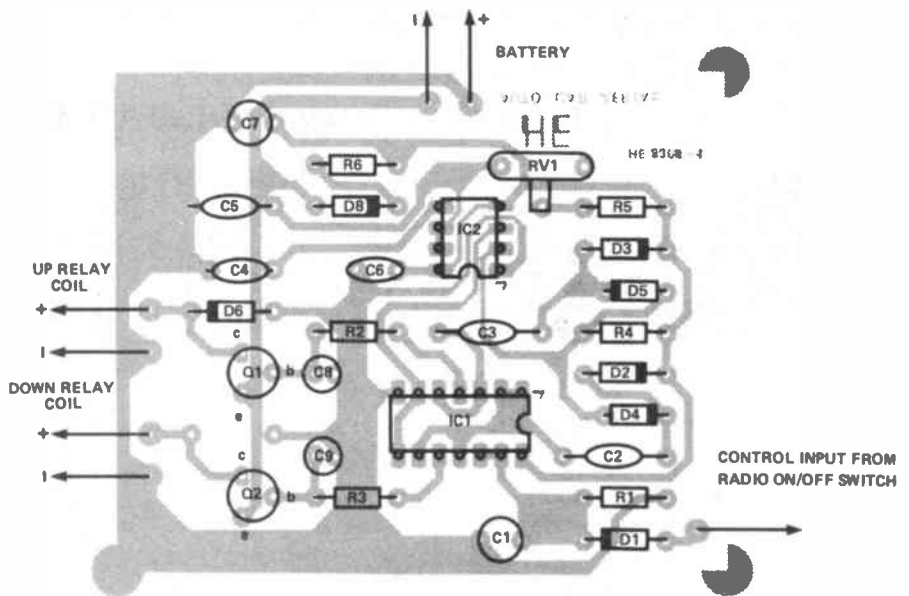 BATTERY
HE
HE
C7
R6
RV1
C5
D8
R5
IC2
D3
C4
C6
D5
UP RELAY
COIL
D6
R2
C3
R4
c
Q1
b
C8
D2
DOWN RELAY
COIL
e
IC1
D4
c
C9
C2
CONTROL INPUT FROM
RADIO ON/OFF SWITCH
Q2
b
R3
R1
e
C1
D1